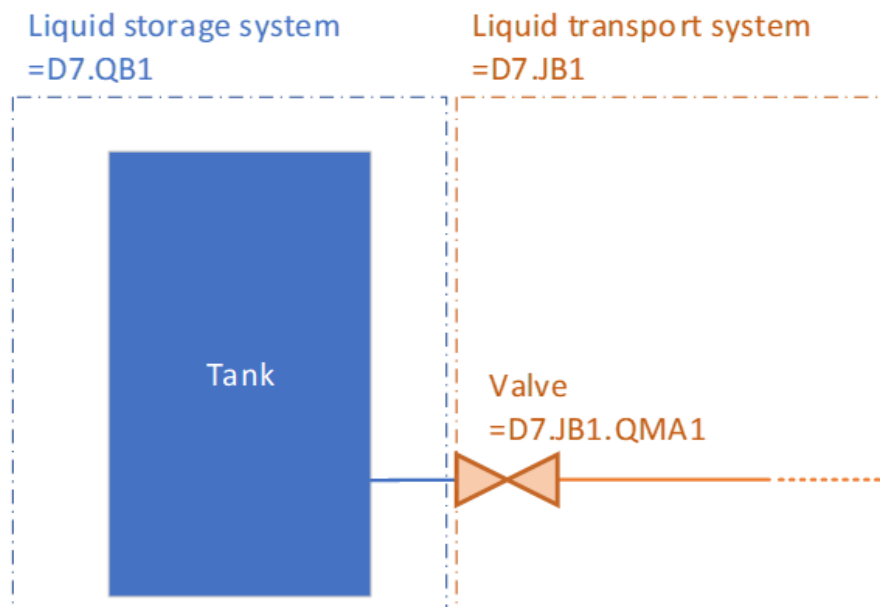 Liquid storage system
=D7.QB1
Liquid transport system
=D7.JB1
Tank
Valve
=D7.JB1.QMA1